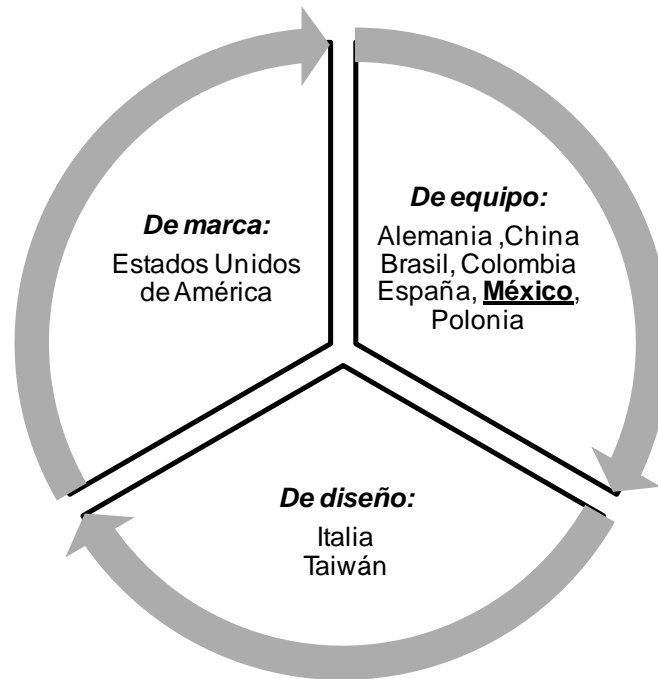 De marca:
Estados Unidos
de América
De equipo:
Alemania ,China
Brasil, Colombia
España, México,
Polonia
De diseño:
Italia
Taiwán